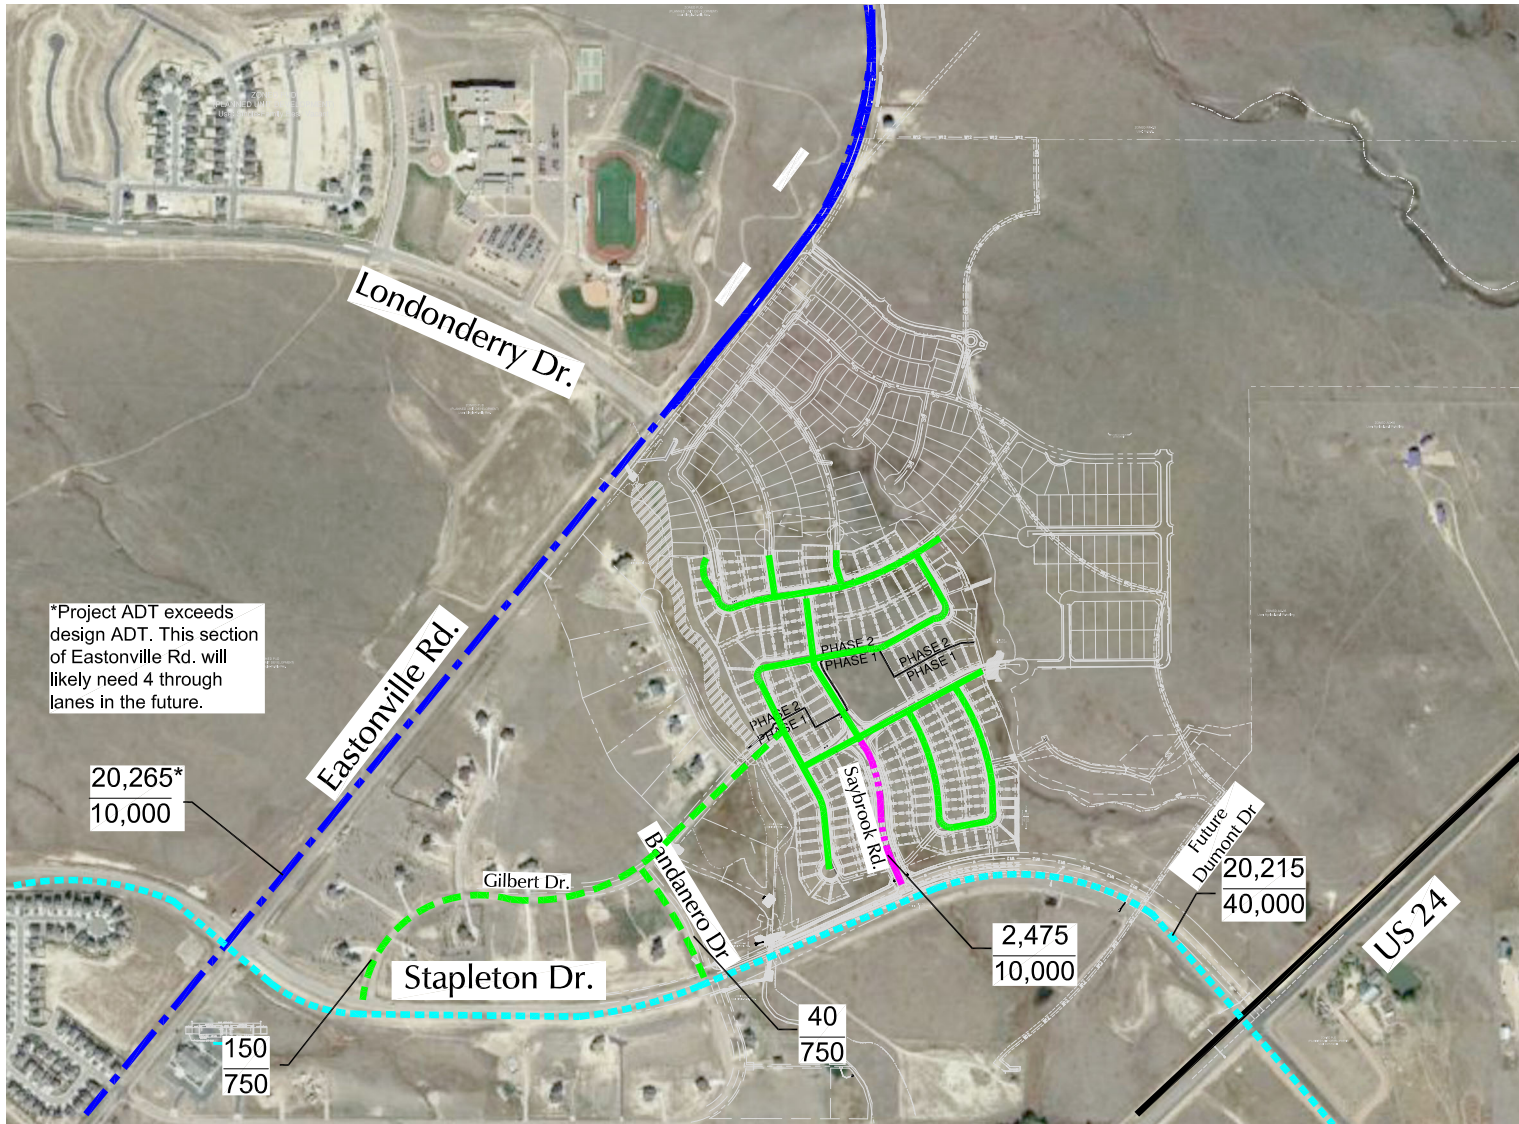 Londonderry Dr.
*Project ADT exceeds
design ADT. This section
of Eastonville Rd. will
likely need 4 through
lanes in the future.
Eastonville Rd.
20,265*
10,000
PHASE 2
PHASE 1
PHASE 2
PHASE 1
PHASE 2
PHASE 1
Saybrook Rd.
Bandanero Dr
Gilbert Dr.
Future
Dumont Dr
20,215
40,000
US 24
2,475
10,000
Stapleton Dr.
40
750
150
750